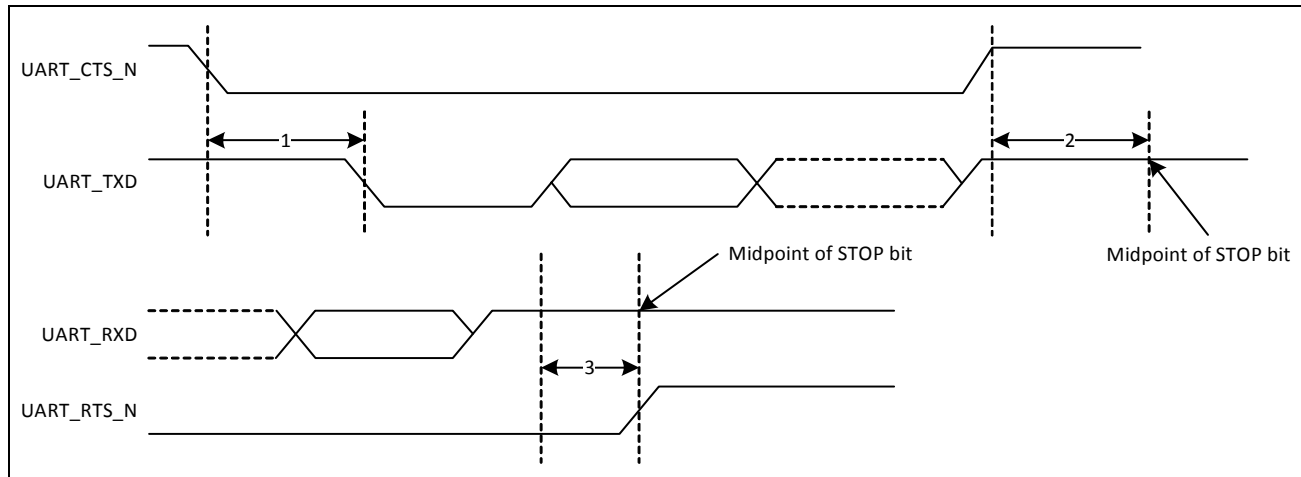 UART_CTS_N
1
2
UART_TXD
Midpoint of STOP bit
Midpoint of STOP bit
UART_RXD
3
UART_RTS_N